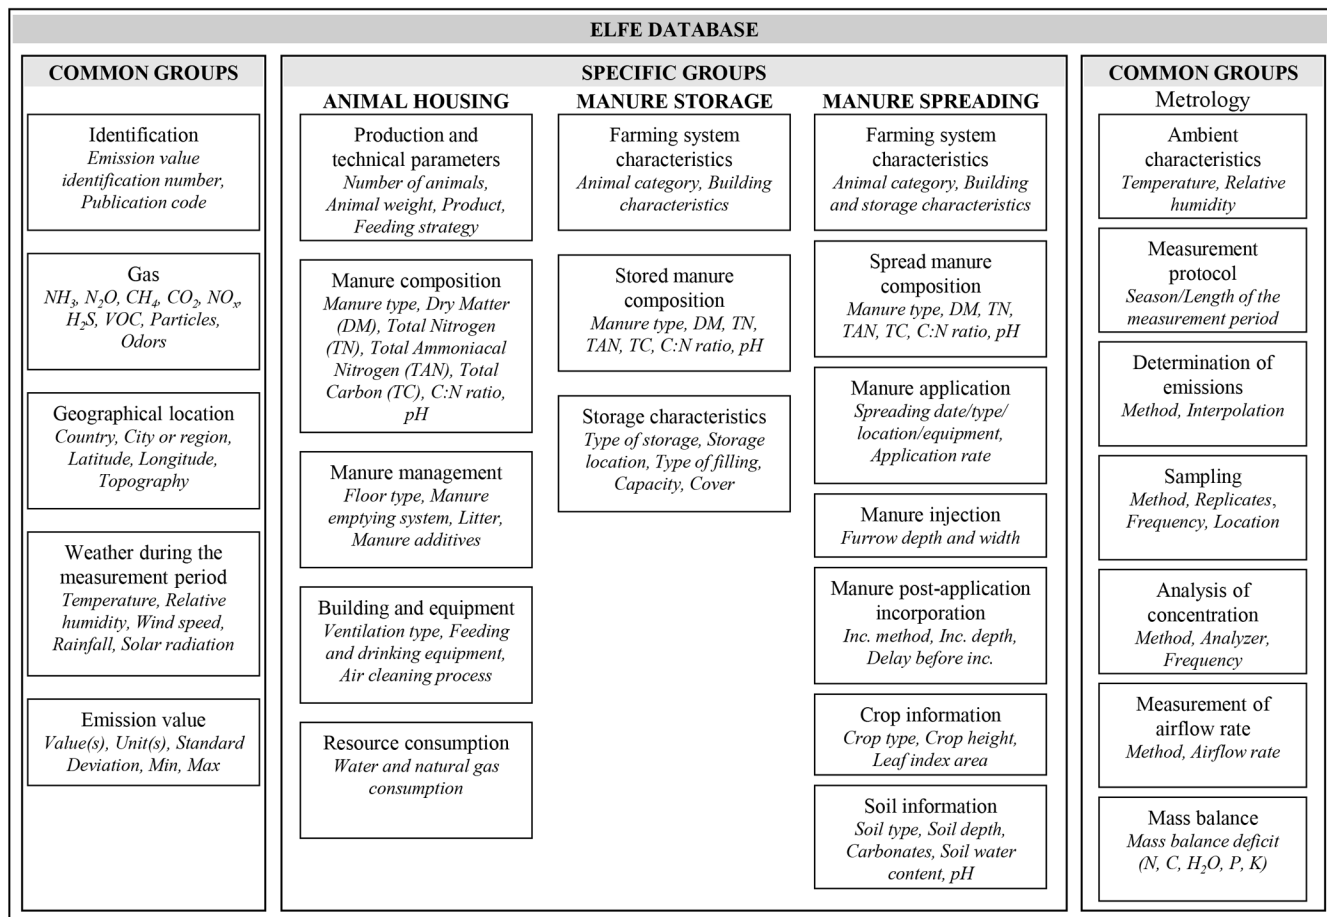 ELFE DATABASE
COMMON GROUPS
Identification
Emission value
identification number,
Publication code
Gas
NH₃, N₂O, CH₄, CO₂, NOₓ,
H₂S, VOC, Particles,
Odors
Geographical location
Country, City or region,
Latitude, Longitude,
Topography
Weather during the
measurement period
Temperature, Relative
humidity, Wind speed,
Rainfall, Solar radiation
Emission value
Value(s), Unit(s), Standard
Deviation, Min, Max
SPECIFIC GROUPS
ANIMAL HOUSING
Production and
technical parameters
Number of animals,
Animal weight, Product,
Feeding strategy
Manure composition
Manure type, Dry Matter
(DM), Total Nitrogen
(TN), Total Ammoniacal
Nitrogen (TAN), Total
Carbon (TC), C:N ratio,
pH
Manure management
Floor type, Manure
emptying system, Litter,
Manure additives
Building and equipment
Ventilation type, Feeding
and drinking equipment,
Air cleaning process
Resource consumption
Water and natural gas
consumption
MANURE STORAGE
Farming system
characteristics
Animal category, Building
characteristics
Stored manure
composition
Manure type, DM, TN,
TAN, TC, C:N ratio, pH
Storage characteristics
Type of storage, Storage
location, Type of filling,
Capacity, Cover
MANURE SPREADING
Farming system
characteristics
Animal category, Building
and storage characteristics
Spread manure
composition
Manure type, DM, TN,
TAN, TC, C:N ratio, pH
Manure application
Spreading date/type/
location/equipment,
Application rate
Manure injection
Furrow depth and width
Manure post-application
incorporation
Inc. method, Inc. depth,
Delay before inc.
Crop information
Crop type, Crop height,
Leaf index area
Soil information
Soil type, Soil depth,
Carbonates, Soil water
content, pH
COMMON GROUPS
Metrology
Ambient
characteristics
Temperature, Relative
humidity
Measurement
protocol
Season/Length of the
measurement period
Determination of
emissions
Method, Interpolation
Sampling
Method, Replicates,
Frequency, Location
Analysis of
concentration
Method, Analyzer,
Frequency
Measurement of
airflow rate
Method, Airflow rate
Mass balance
Mass balance deficit
(N, C, H₂O, P, K)